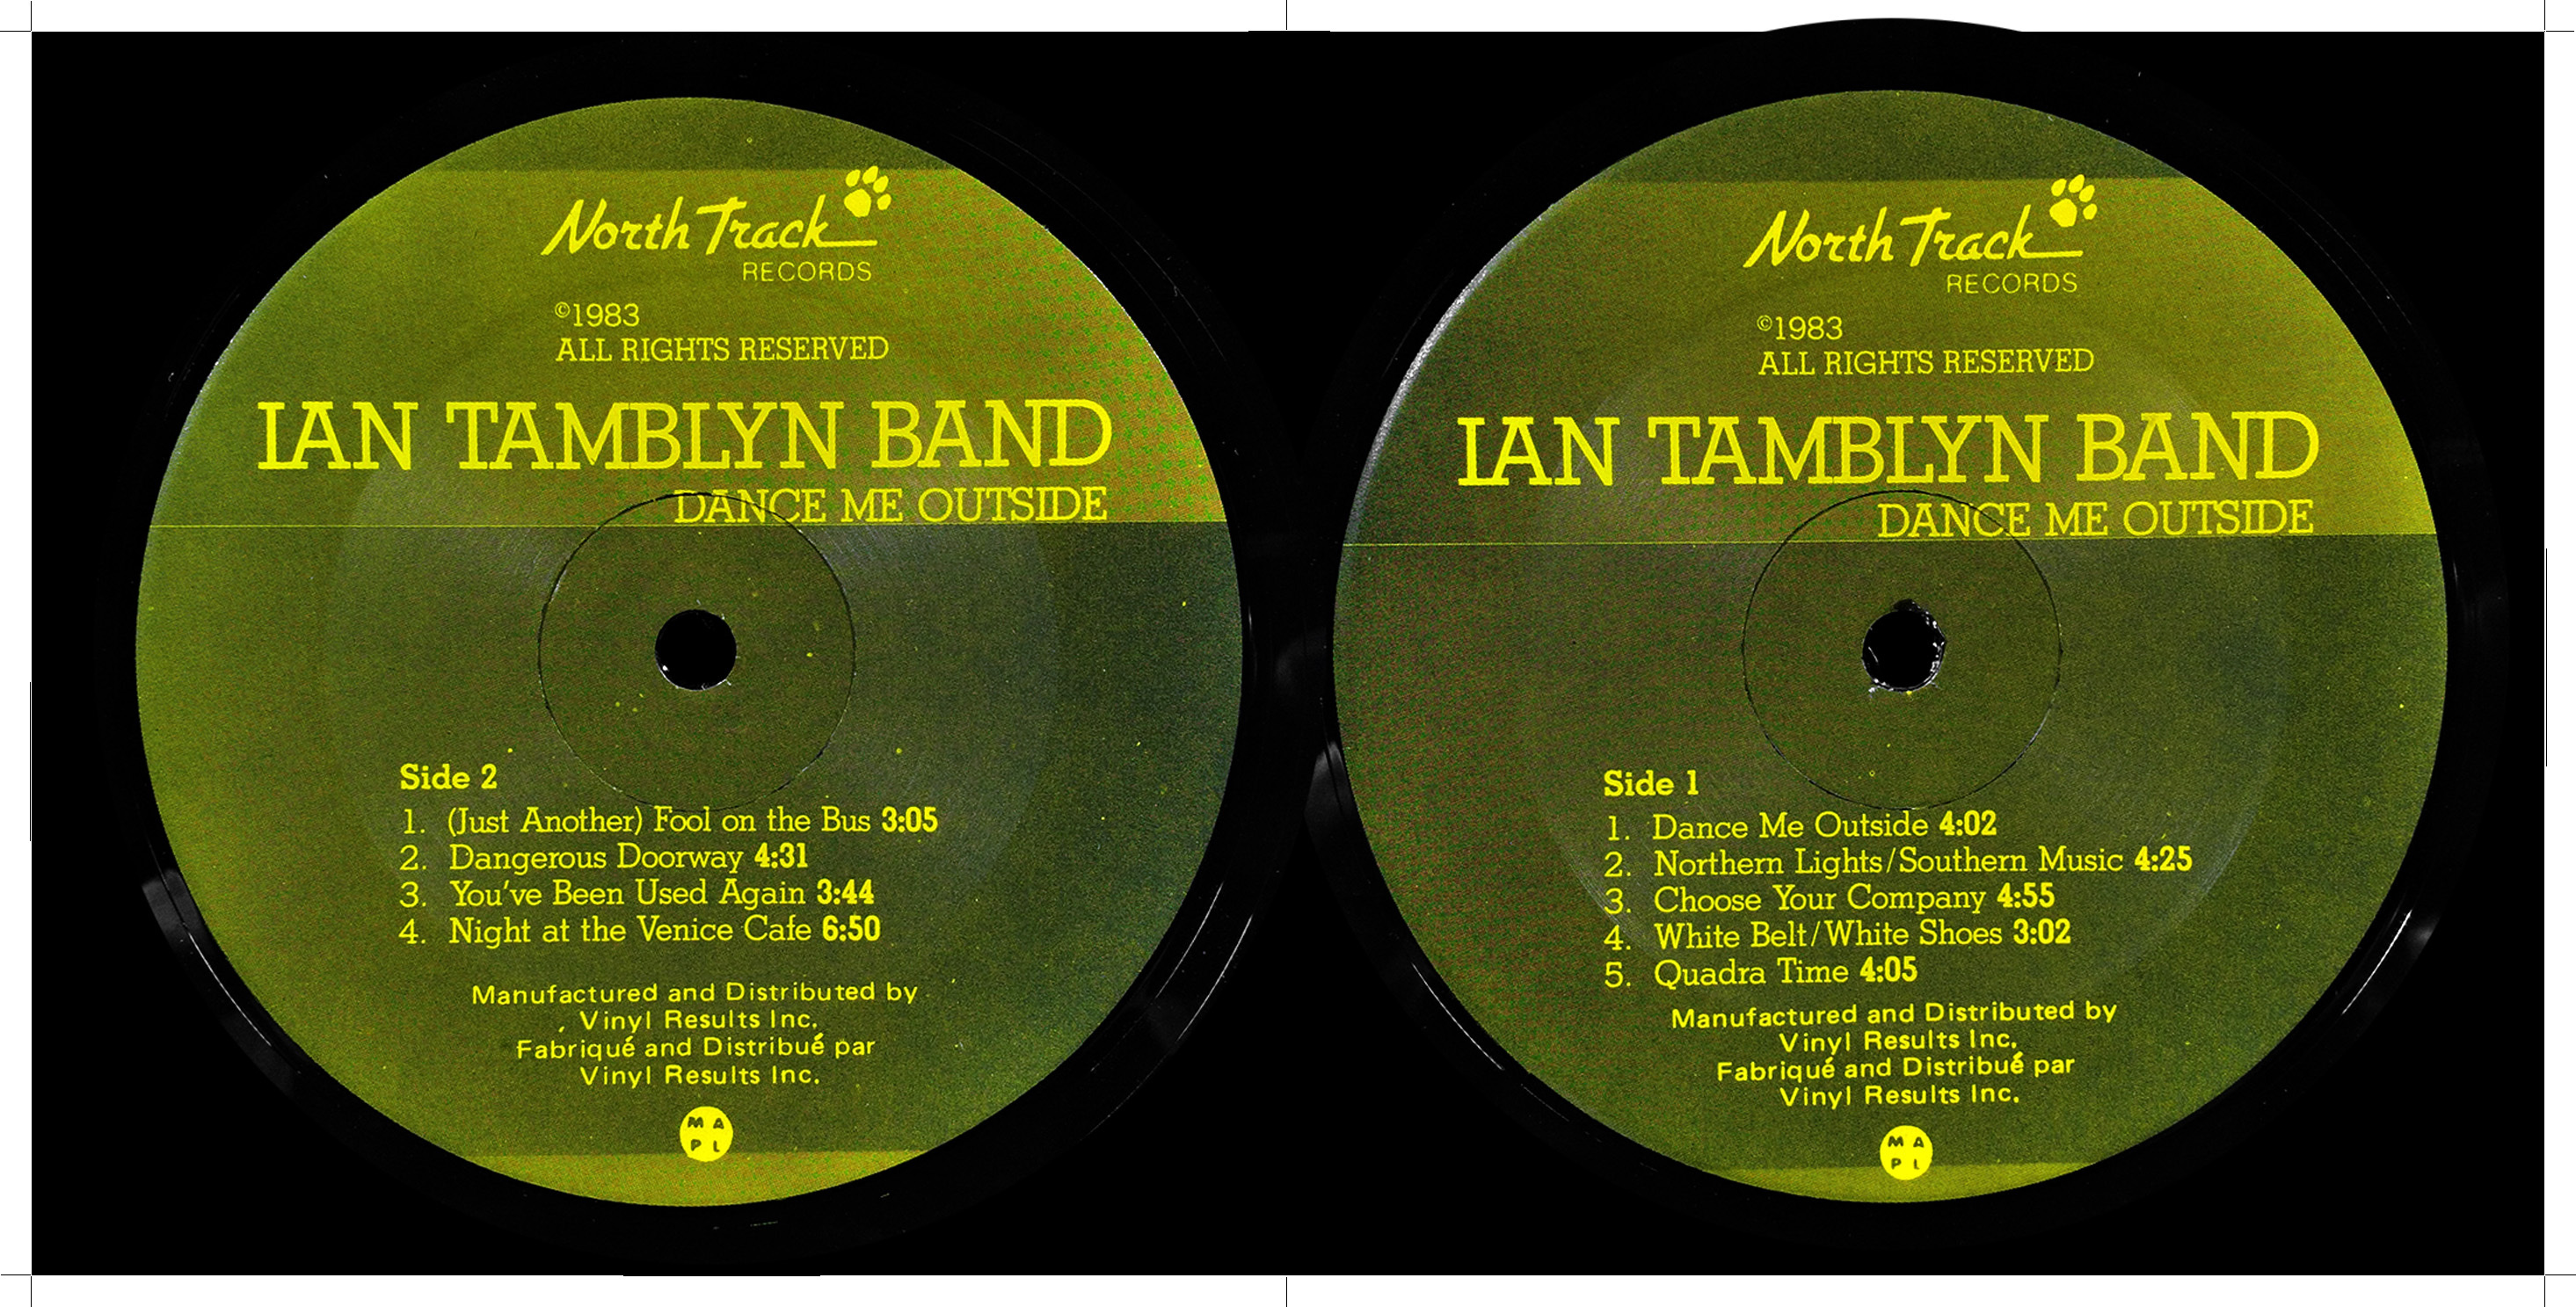 North Track
RECORDS
©1983
ALL RIGHTS RESERVED
IAN TAMBLYN BAND
DANCE ME OUTSIDE
Side 2
1. (Just Another) Fool on the Bus 3:05
2. Dangerous Doorway 4:31
3. You've Been Used Again 3:44
4. Night at the Venice Cafe 6:50
Manufactured and Distributed by
Vinyl Results Inc.
Fabriqué and Distribué par
Vinyl Results Inc.
M A
P L
North Track
RECORDS
©1983
ALL RIGHTS RESERVED
IAN TAMBLYN BAND
DANCE ME OUTSIDE
Side 1
1. Dance Me Outside 4:02
2. Northern Lights/Southern Music 4:25
3. Choose Your Company 4:55
4. White Belt/White Shoes 3:02
5. Quadra Time 4:05
Manufactured and Distributed by
Vinyl Results Inc.
Fabriqué and Distribué par
Vinyl Results Inc.
M A
P L